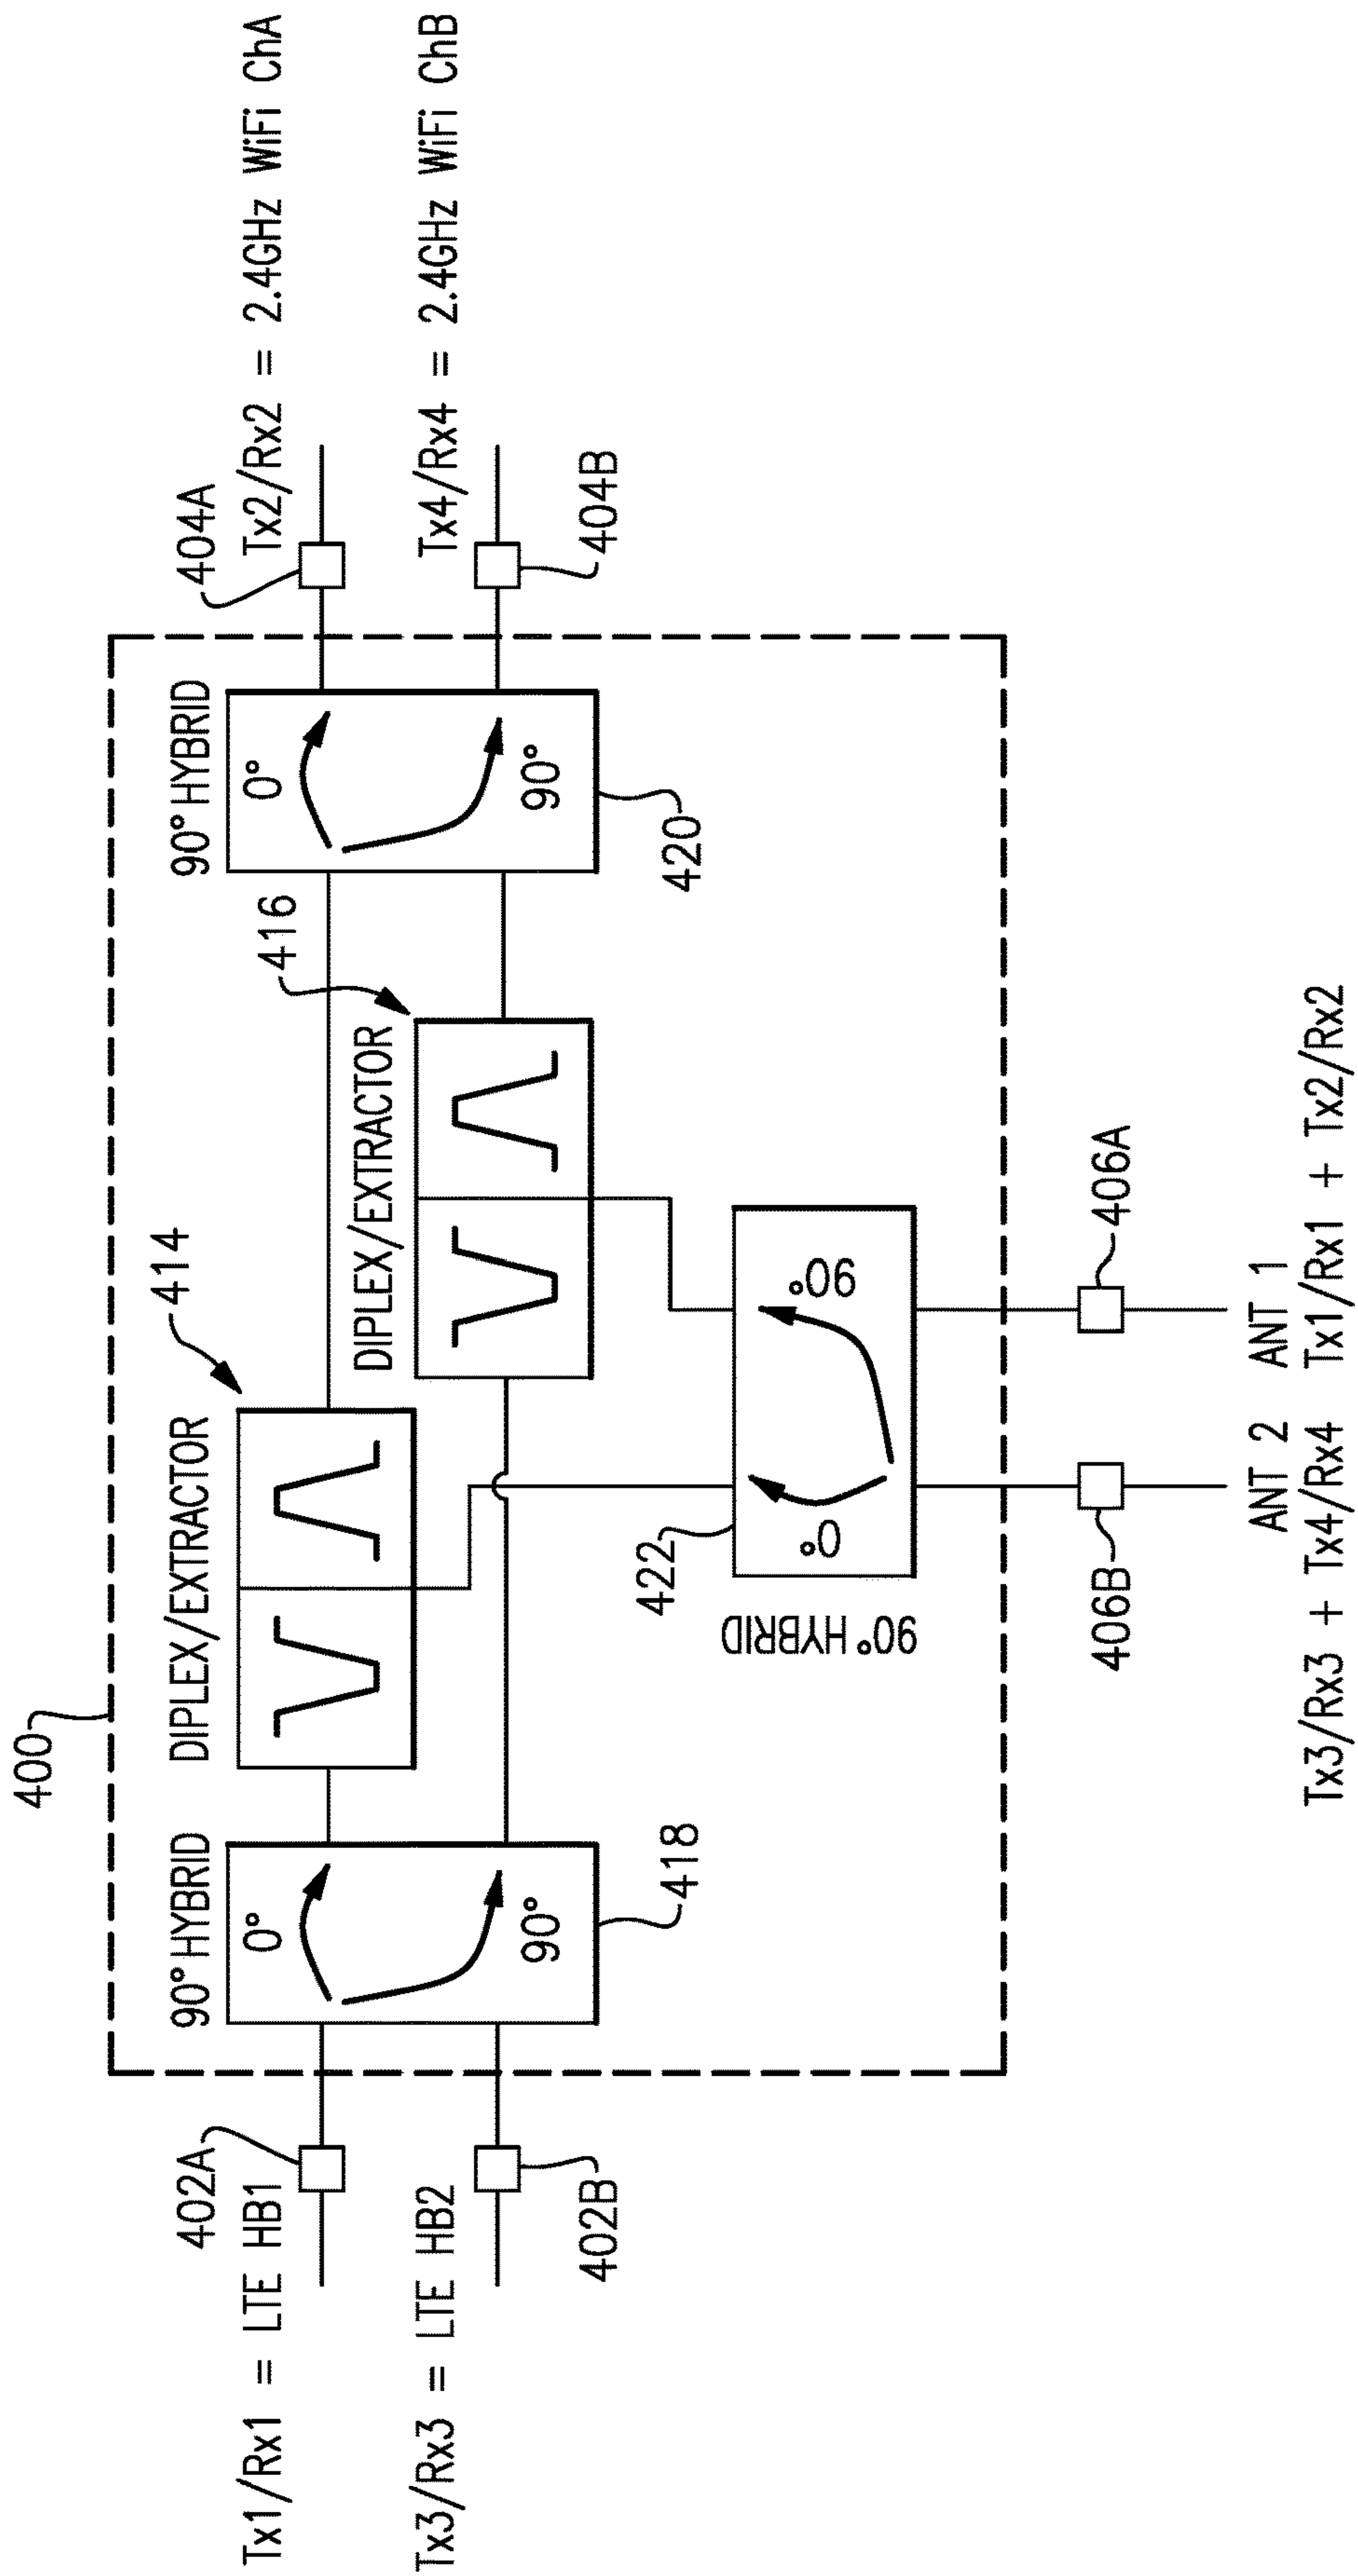 400
414
DIPLEX/EXTRACTOR
416
DIPLEX/EXTRACTOR
90° HYBRID
0°
90°
418
90° HYBRID
0°
90°
420
402A
Tx1/Rx1 = LTE HB1
Tx3/Rx3 = LTE HB2
402B
404A
Tx2/Rx2 = 2.4GHz WiFi ChA
Tx4/Rx4 = 2.4GHz WiFi ChB
404B
422
0°
90°
90° HYBRID
406B
406A
ANT 2
ANT 1
Tx3/Rx3 + Tx4/Rx4
Tx1/Rx1 + Tx2/Rx2